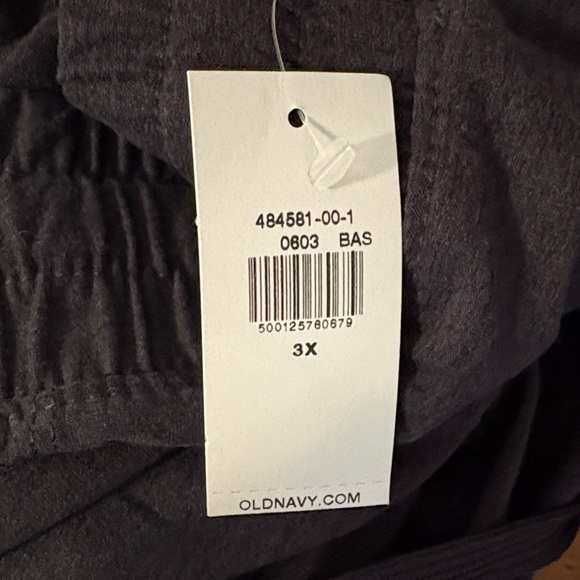 484581-00-1
0603 BAS
500125760679
3X
OLDNAVY.COM